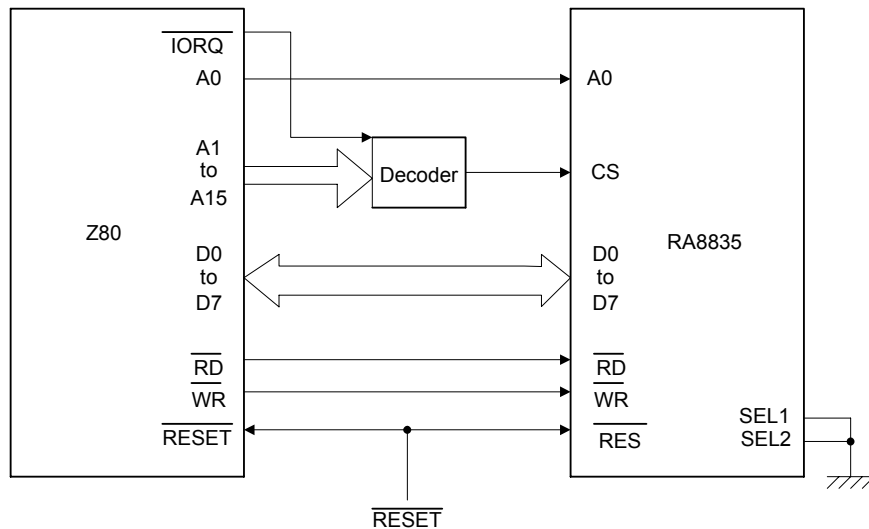 IORQ
A0
A0
A1
to
A15
Decoder
CS
Z80
RA8835
D0
to
D7
D0
to
D7
RD
RD
WR
WR
SEL1
SEL2
RESET
RES
RESET